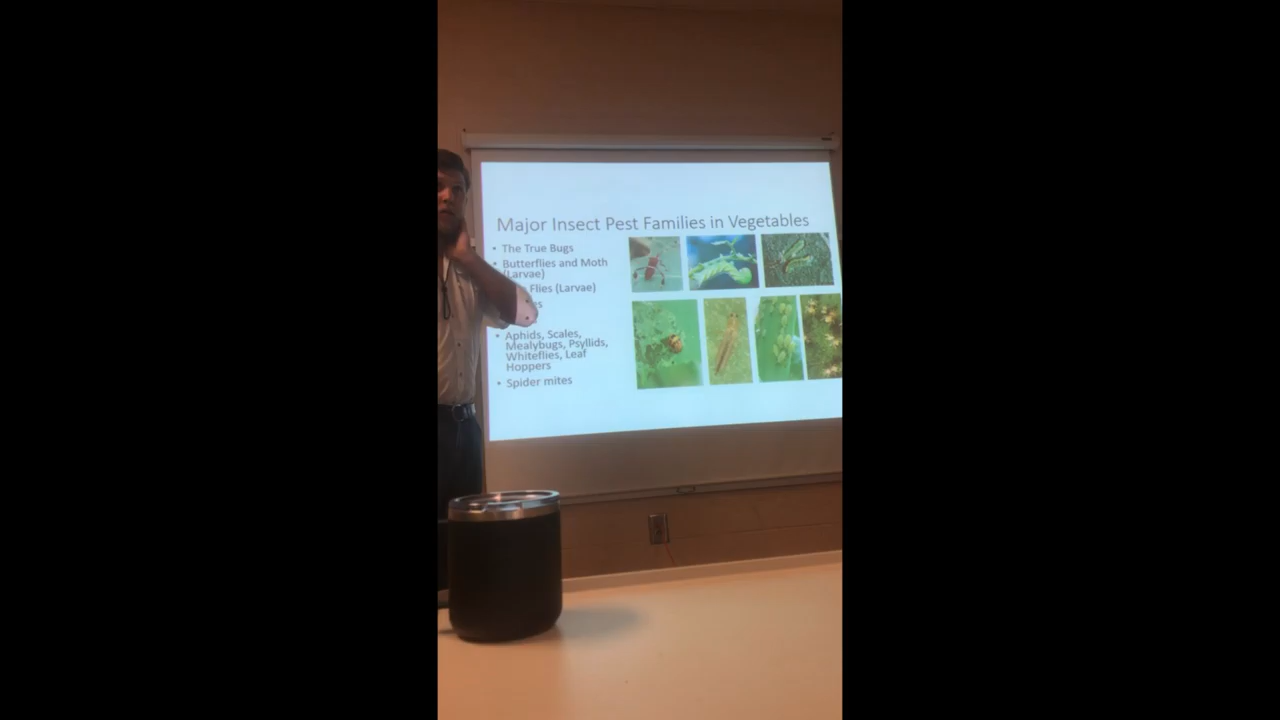 Major Insect Pest Families in Vegetables
• The True Bugs
• Butterflies and Moth
(Larvae)
Flies (Larvae)
• Aphids, Scales,
Mealybugs, Psyllids,
Whiteflies, Leaf
Hoppers
• Spider mites